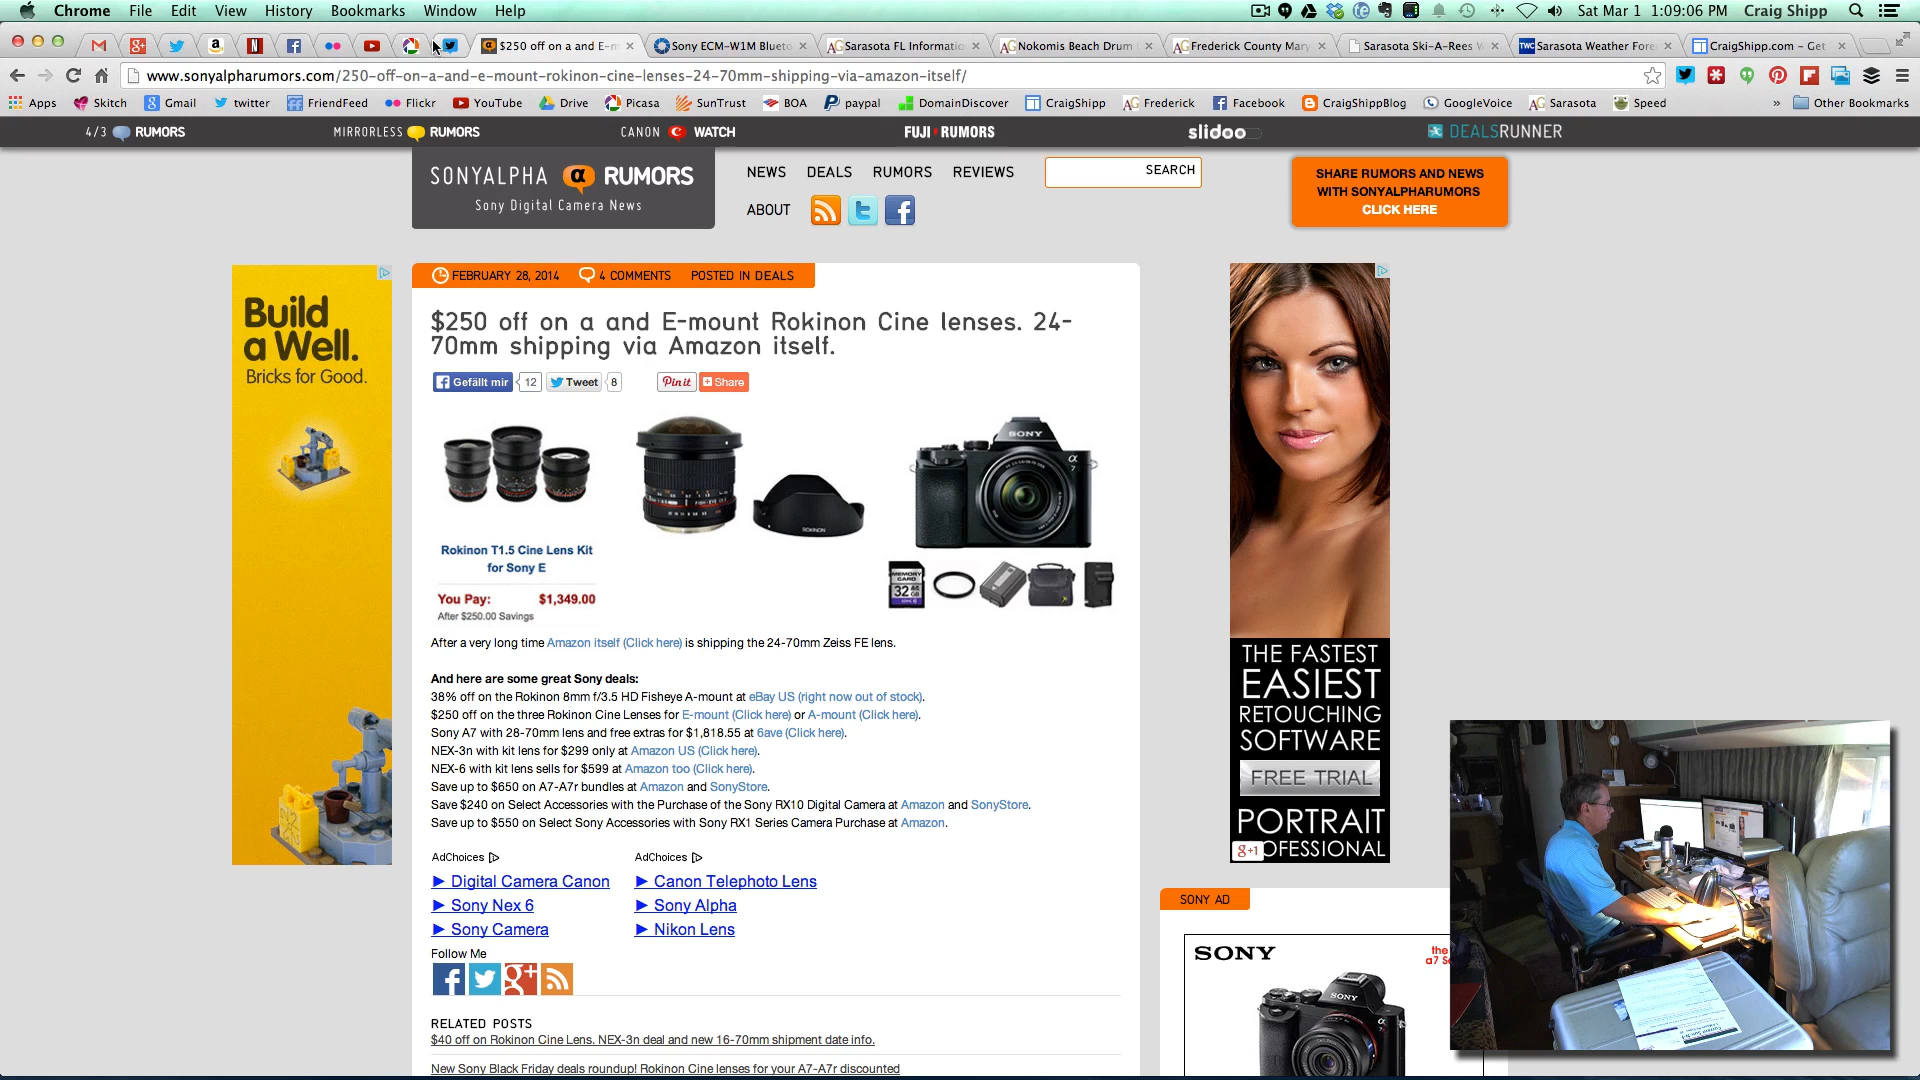 Chrome File Edit View History Bookmarks Window Help
Sat Mar 1 1:09:06 PM Craig Shipp
$250 off on a and E-m
Sony ECM-W1M Blueto
Sarasota FL Informatio
Nokomis Beach Drum
Frederick County Mary
Sarasota Ski-A-Rees W
Sarasota Weather Fore
CraigShipp.com - Get
www.sonyalpharumors.com/250-off-on-a-and-e-mount-rokinon-cine-lenses-24-70mm-shipping-via-amazon-itself/
Apps Skitch Gmail twitter FriendFeed Flickr YouTube Drive Picasa SunTrust BOA paypal DomainDiscover CraigShipp Frederick Facebook CraigShippBlog GoogleVoice Sarasota Speed » Other Bookmarks
4/3 RUMORS MIRRORLESS RUMORS CANON WATCH FUJI RUMORS slidoo DEALSRUNNER
SONYALPHA α RUMORS
Sony Digital Camera News
NEWS DEALS RUMORS REVIEWS
ABOUT
SEARCH
SHARE RUMORS AND NEWS
WITH SONYALPHARUMORS
CLICK HERE
Build
a Well.
Bricks for Good.
FEBRUARY 28, 2014 4 COMMENTS POSTED IN DEALS
$250 off on a and E-mount Rokinon Cine lenses. 24-
70mm shipping via Amazon itself.
Gefällt mir 12 Tweet 8 Pin it Share
Rokinon T1.5 Cine Lens Kit
for Sony E
You Pay: $1,349.00
After $250.00 Savings
ROKINON
SONY
α
7
MEMORY
CARD
32
GB
After a very long time Amazon itself (Click here) is shipping the 24-70mm Zeiss FE lens.
And here are some great Sony deals:
38% off on the Rokinon 8mm f/3.5 HD Fisheye A-mount at eBay US (right now out of stock).
$250 off on the three Rokinon Cine Lenses for E-mount (Click here) or A-mount (Click here).
Sony A7 with 28-70mm lens and free extras for $1,818.55 at 6ave (Click here).
NEX-3n with kit lens for $299 only at Amazon US (Click here).
NEX-6 with kit lens sells for $599 at Amazon too (Click here).
Save up to $650 on A7-A7r bundles at Amazon and SonyStore.
Save $240 on Select Accessories with the Purchase of the Sony RX10 Digital Camera at Amazon and SonyStore.
Save up to $550 on Select Sony Accessories with Sony RX1 Series Camera Purchase at Amazon.
AdChoices
► Digital Camera Canon
► Sony Nex 6
► Sony Camera
AdChoices
► Canon Telephoto Lens
► Sony Alpha
► Nikon Lens
Follow Me
RELATED POSTS
$40 off on Rokinon Cine Lens. NEX-3n deal and new 16-70mm shipment date info.
New Sony Black Friday deals roundup! Rokinon Cine lenses for your A7-A7r discounted
THE FASTEST
EASIEST
RETOUCHING
SOFTWARE
FREE TRIAL
PORTRAIT
g+1 OFESSIONAL
SONY AD
SONY
the
a7 S
SONY